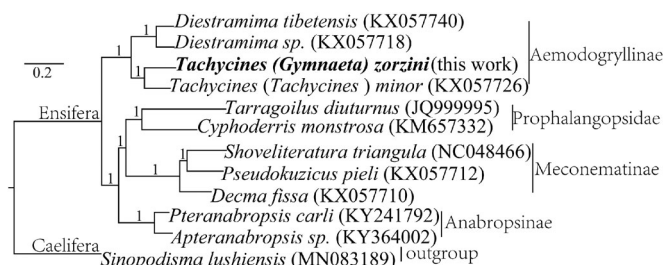 Diestramima tibetensis (KX057740)
1
Diestramima sp. (KX057718)
1
Aemodogryllinae
0.2
Tachycines (Gymnaeta) zorzini (this work)
1
Tachycines (Tachycines ) minor (KX057726)
Ensifera
Tarragoilus diuturnus (JQ999995)
1
Prophalangopsidae
Cyphoderris monstrosa (KM657332)
1
Shoveliteratura triangula (NC048466)
1
Meconematinae
1
Pseudokuzicus pieli (KX057712)
1
Decma fissa (KX057710)
1
Pteranabropsis carli (KY241792)
Anabropsinae
Apteranabropsis sp. (KY364002)
Caelifera
Sinopodisma lushiensis (MN083189)
outgroup